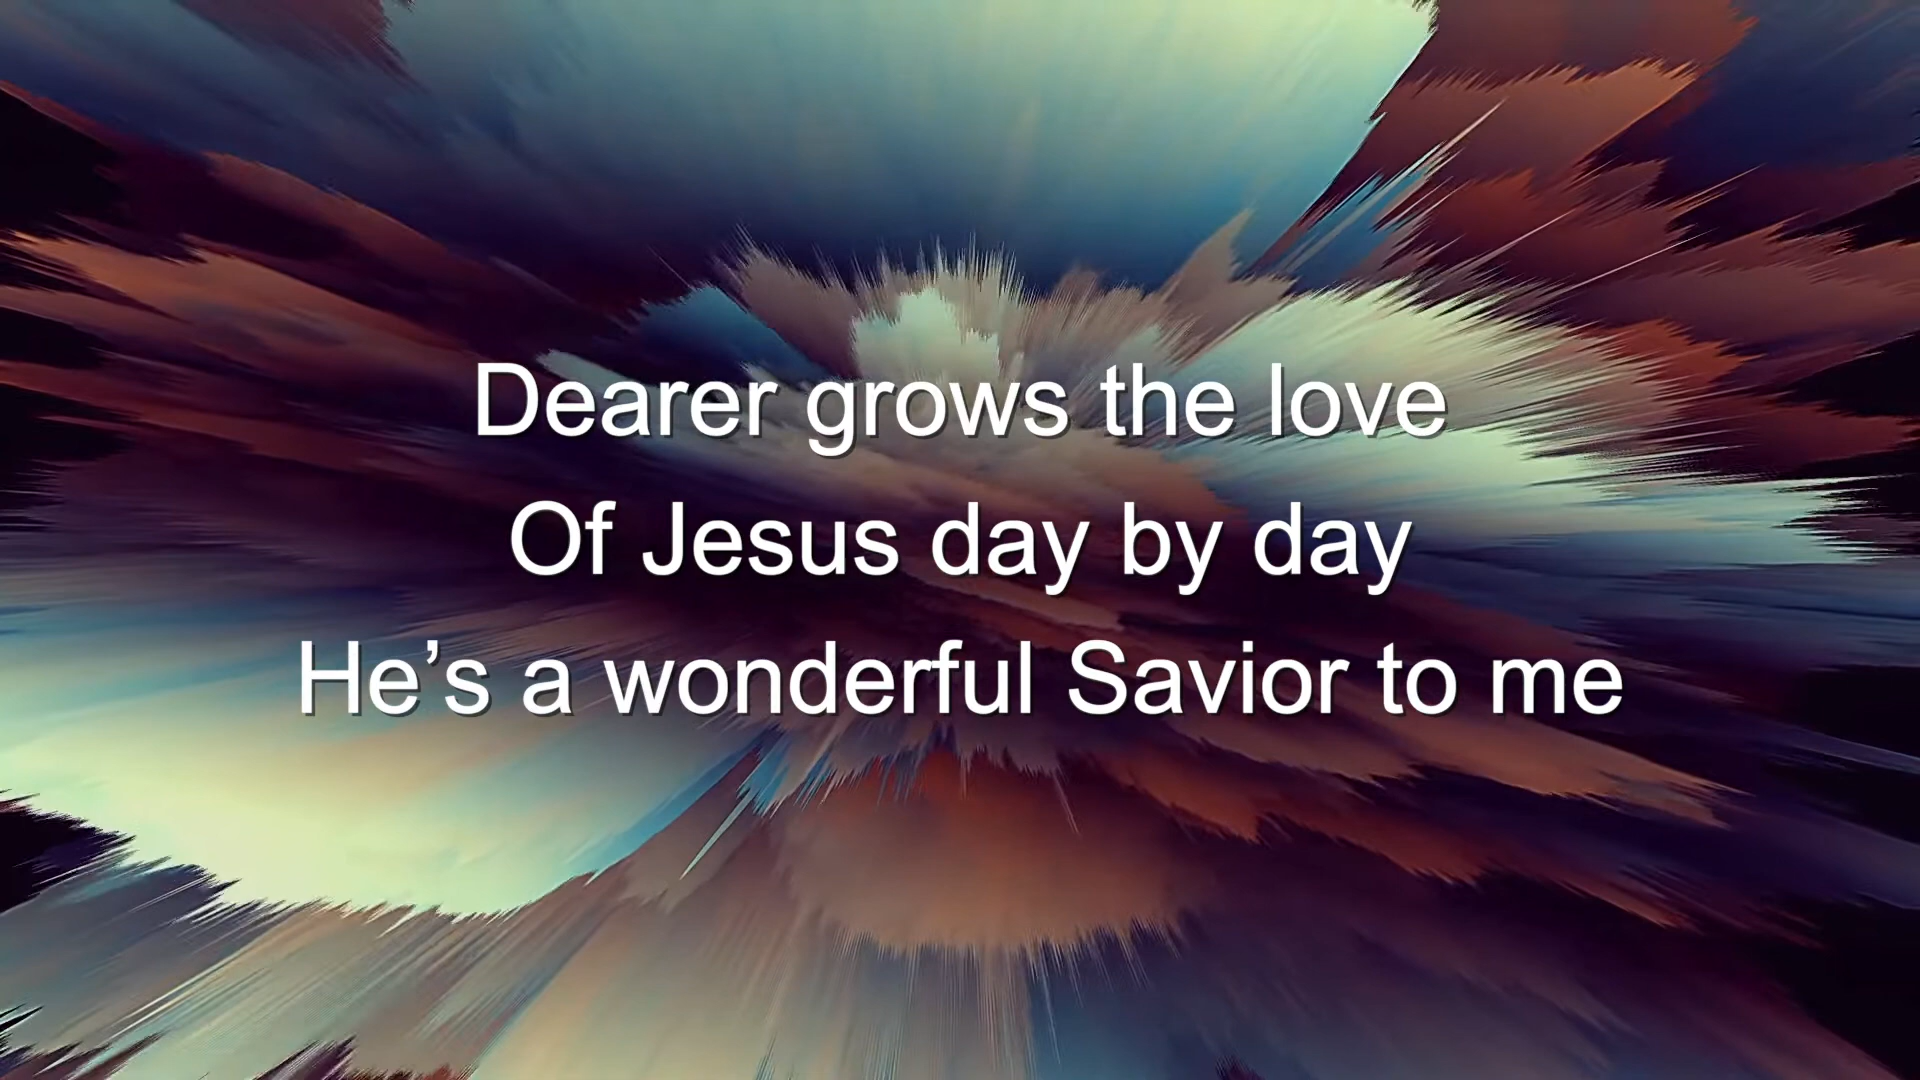 Dearer grows the love
Of Jesus day by day
He’s a wonderful Savior to me